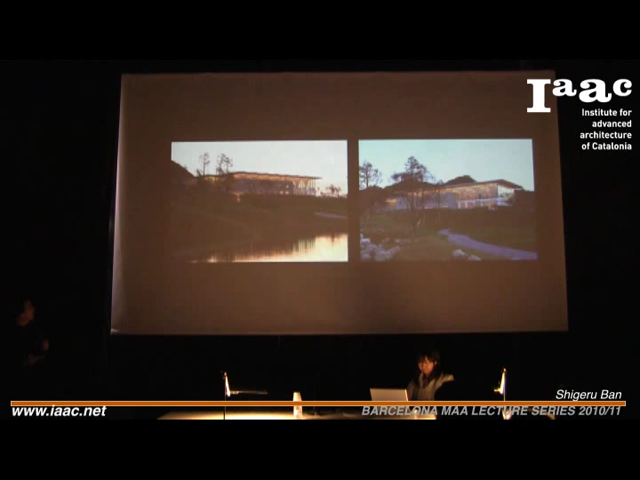 Iaac
Institute for
advanced
architecture
of Catalonia
Shigeru Ban
www.iaac.net
BARCELONA MAA LECTURE SERIES 2010/11